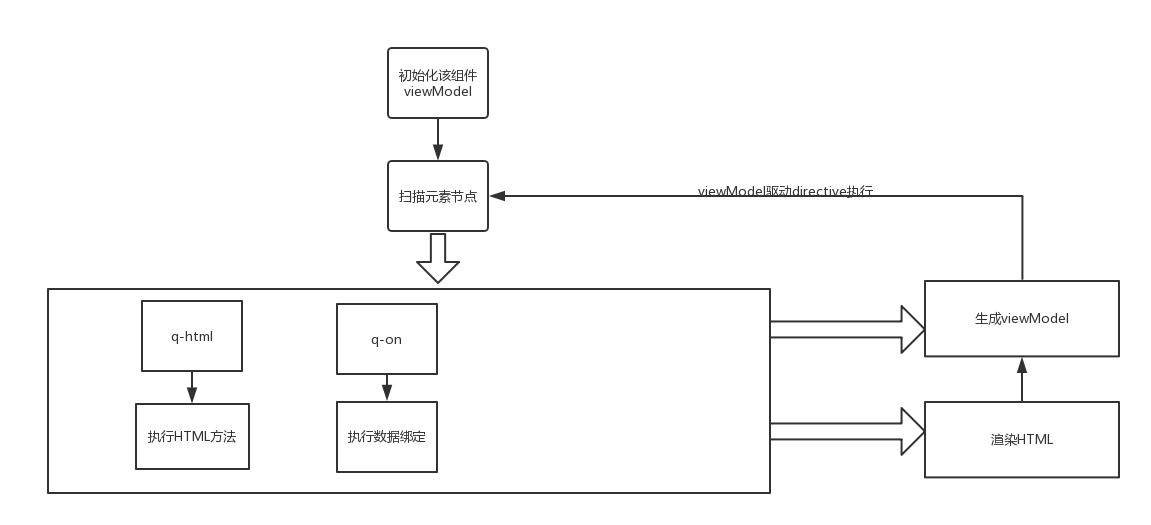 初始化该组件
viewModel
扫描元素节点
viewModel驱动directive执行
q-html
q-on
执行HTML方法
执行数据绑定
生成viewModel
渲染HTML